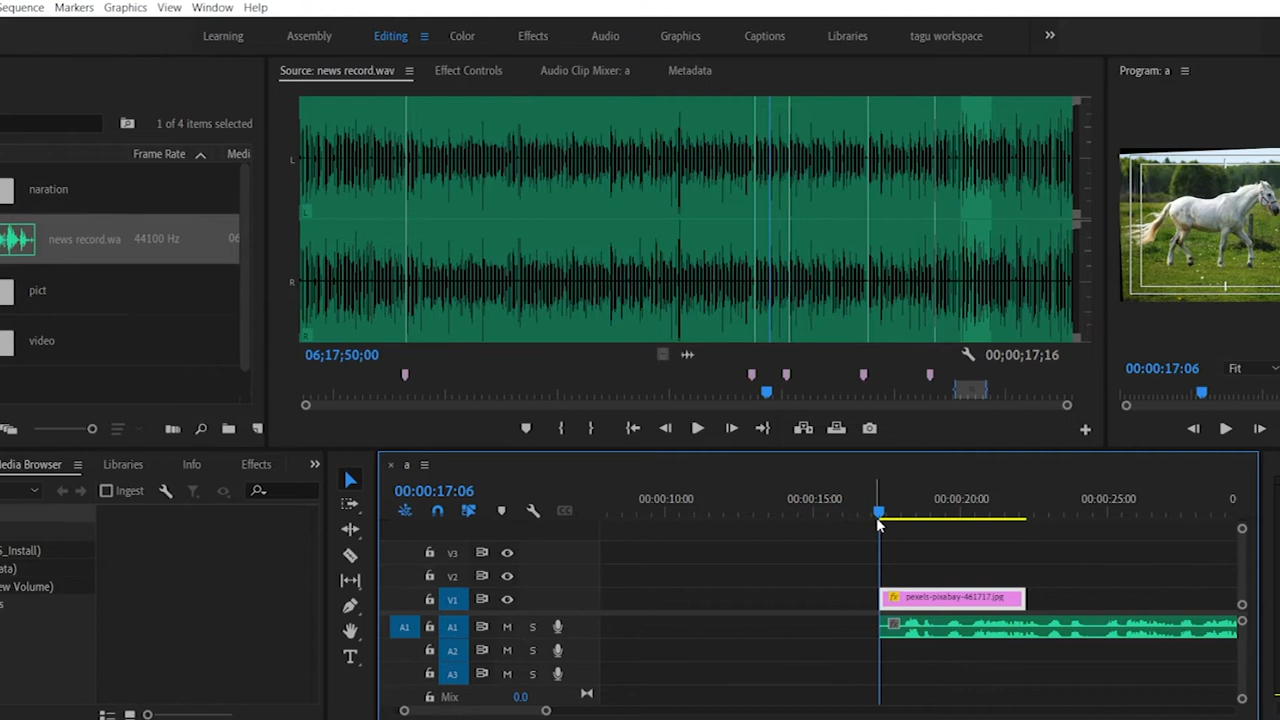 Sequence Markers Graphics View Window Help
Learning Assembly Editing Color Effects Audio Graphics Captions Libraries tagu workspace
Source: news record.wav Effect Controls Audio Clip Mixer: a Metadata
Program: a
1 of 4 items selected
Frame Rate Medi
naration
news record.wa 44100 Hz 06
pict
video
L
L
R
R
06;17;50;00
00;00;17;16
00:00:17:06 Fit
Media Browser Libraries Info Effects
Ingest
S_Install)
ata)
ew Volume)
s
a
00:00:17:06
00:00:10:00 00:00:15:00 00:00:20:00 00:00:25:00 0
V3
V2
V1
fx pexels-pixabay-461717.jpg
A1 A1 M S
fx
A2 M S
A3 M S
Mix 0.0